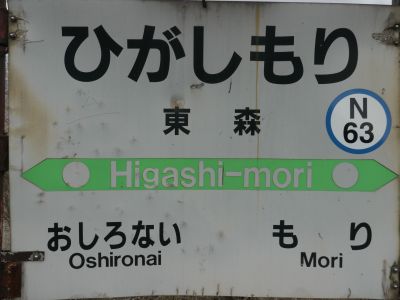 ひがしもり
東 森
N
63
Higashi-mori
おしろない もり
Oshironai Mori